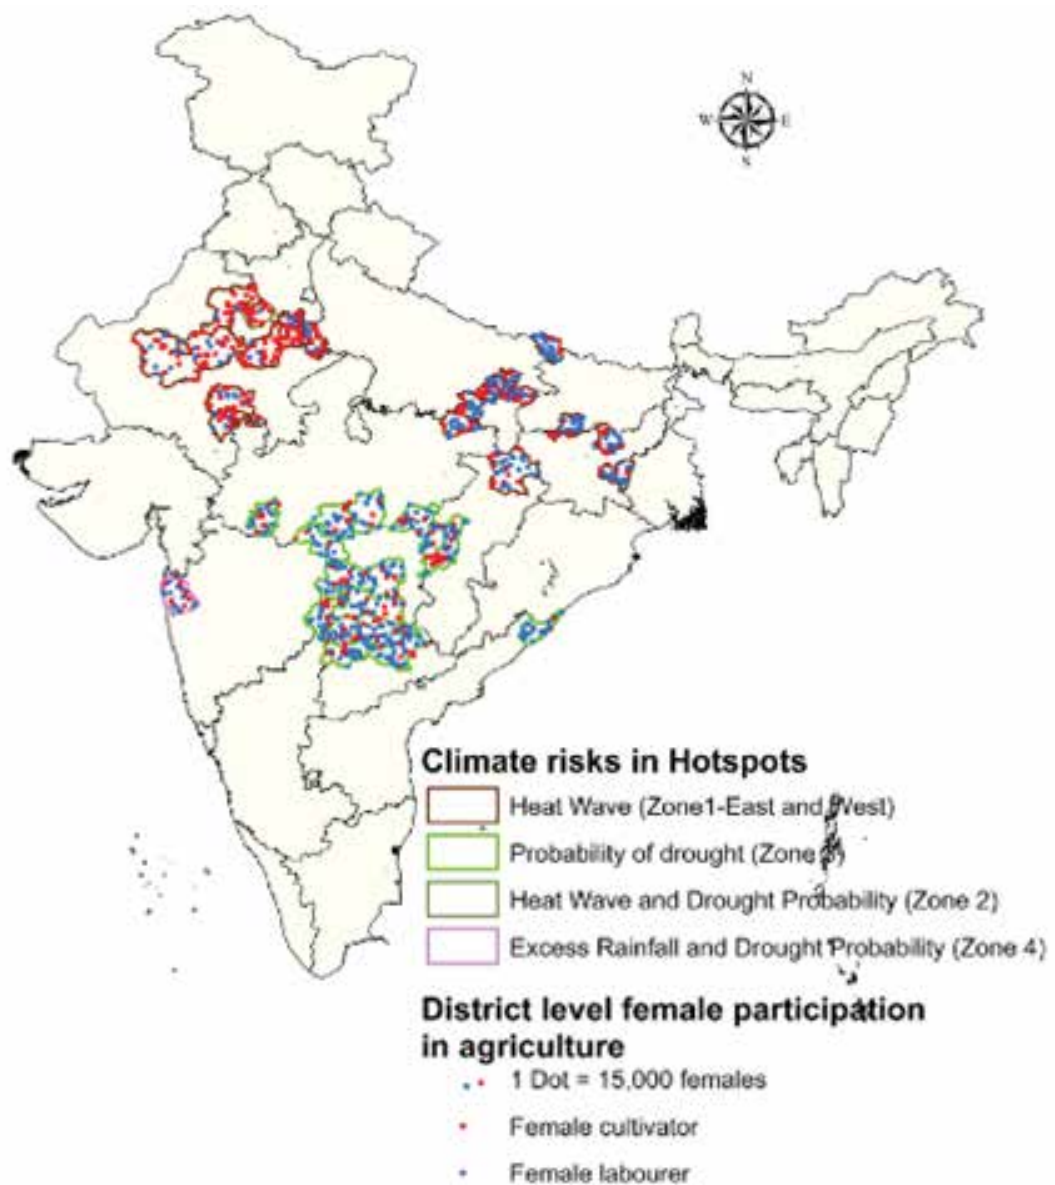 N
W E
S
Climate risks in Hotspots
Heat Wave (Zone1-East and West)
Probability of drought (Zone 3)
Heat Wave and Drought Probability (Zone 2)
Excess Rainfall and Drought Probability (Zone 4)
District level female participation
in agriculture
1 Dot = 15,000 females
Female cultivator
Female labourer